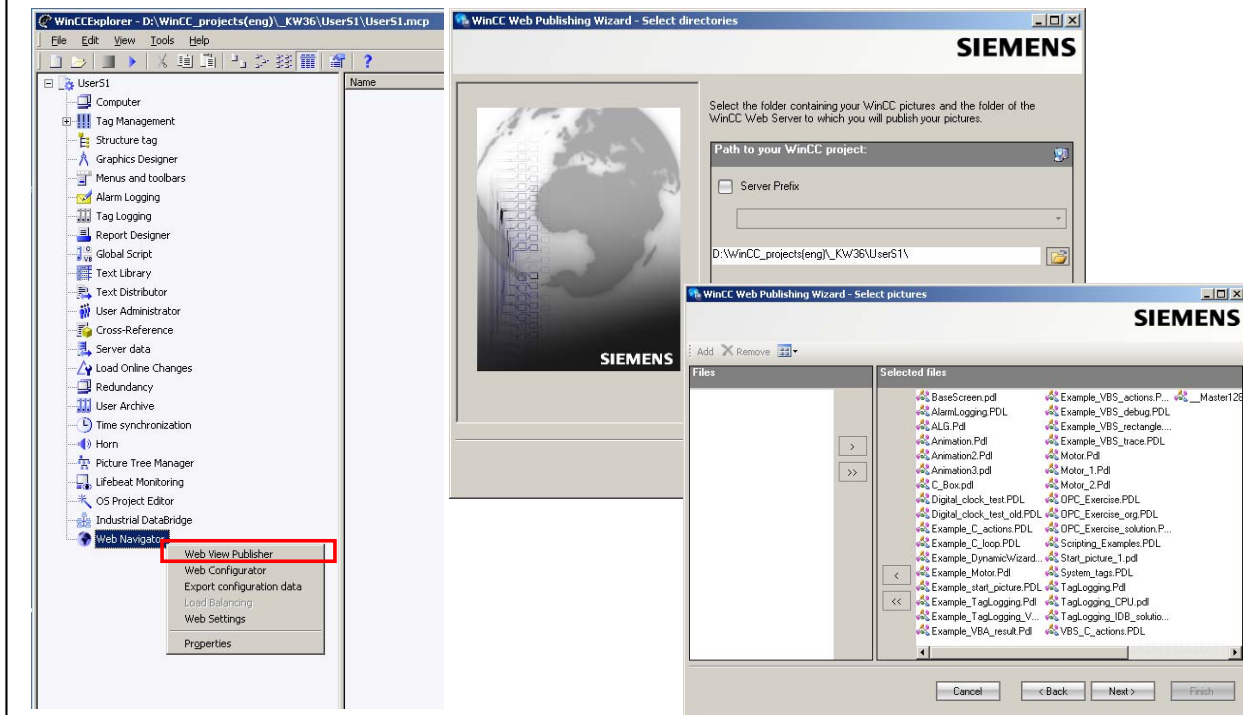 WinCCExplorer - D:\WinCC_projects(eng)\_KW36\UserS1\UserS1.mcp
File Edit View Tools Help
UserS1
Computer
Tag Management
Structure tag
Graphics Designer
Menus and toolbars
Alarm Logging
Tag Logging
Report Designer
Global Script
Text Library
Text Distributor
User Administrator
Cross-Reference
Server data
Load Online Changes
Redundancy
User Archive
Time synchronization
Horn
Picture Tree Manager
Lifebeat Monitoring
OS Project Editor
Industrial DataBridge
Web Navigator
Name
Web View Publisher
Web Configurator
Export configuration data
Load Balancing
Web Settings
Properties
WinCC Web Publishing Wizard - Select directories
SIEMENS
Select the folder containing your WinCC pictures and the folder of the
WinCC Web Server to which you will publish your pictures.
Path to your WinCC project:
Server Prefix
D:\WinCC_projects(eng)\_KW36\UserS1\
SIEMENS
WinCC Web Publishing Wizard - Select pictures
SIEMENS
Add Remove
Files
Selected files
BaseScreen.pdl
AlarmLogging.PDL
ALG.Pdl
Animation.Pdl
Animation2.Pdl
Animation3.pdl
C_Box.pdl
Digital_clock_test.PDL
Digital_clock_test_old.PDL
Example_C_actions.PDL
Example_C_loop.PDL
Example_DynamicWizard...
Example_Motor.Pdl
Example_start_picture.PDL
Example_TagLogging.Pdl
Example_TagLogging_V...
Example_VBA_result.Pdl
Example_VBS_actions.P...
Example_VBS_debug.PDL
Example_VBS_rectangle....
Example_VBS_trace.PDL
Motor.Pdl
Motor_1.Pdl
Motor_2.Pdl
OPC_Exercise.PDL
OPC_Exercise_org.PDL
OPC_Exercise_solution.P...
Scripting_Examples.PDL
Start_picture_1.pdl
System_tags.PDL
TagLogging.Pdl
TagLogging_CPU.pdl
TagLogging_IDB_solutio...
VBS_C_actions.PDL
__Master128
>
>>
<
<<
Cancel
< Back
Next >
Finish